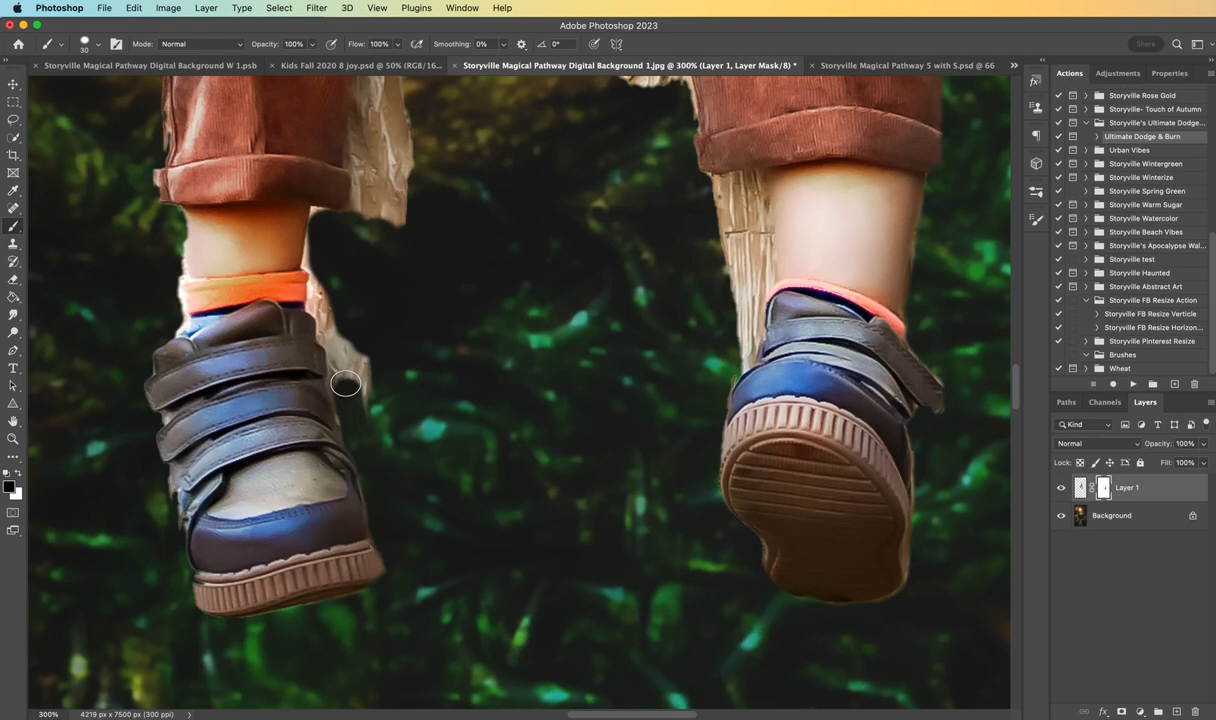 Photoshop File Edit Image Layer Type Select Filter 3D View Plugins Window Help
Adobe Photoshop 2023
30 Mode: Normal Opacity: 100% Flow: 100% Smoothing: 0% 0° Share
× Storyville Magical Pathway Digital Background W 1.psb × Kids Fall 2020 8 joy.psd @ 50% (RGB/16... × Storyville Magical Pathway Digital Background 1.jpg @ 300% (Layer 1, Layer Mask/8) * × Storyville Magical Pathway 5 with S.psd @ 66
Actions Adjustments Properties
Storyville Rose Gold
Storyville- Touch of Autumn
Storyville's Ultimate Dodge...
Ultimate Dodge & Burn
Urban Vibes
Storyville Wintergreen
Storyville Winterize
Storyville Spring Green
Storyville Warm Sugar
Storyville Watercolor
Storyville Beach Vibes
Storyville's Apocalypse Wal...
Storyville test
Storyville Haunted
Storyville Abstract Art
Storyville FB Resize Action
Storyville FB Resize Verticle
Storyville FB Resize Horizon...
Storyville Pinterest Resize
Brushes
Wheat
Paths Channels Layers
Kind
Normal Opacity: 100%
Lock: Fill: 100%
Layer 1
Background
300% 4219 px x 7500 px (300 ppi)